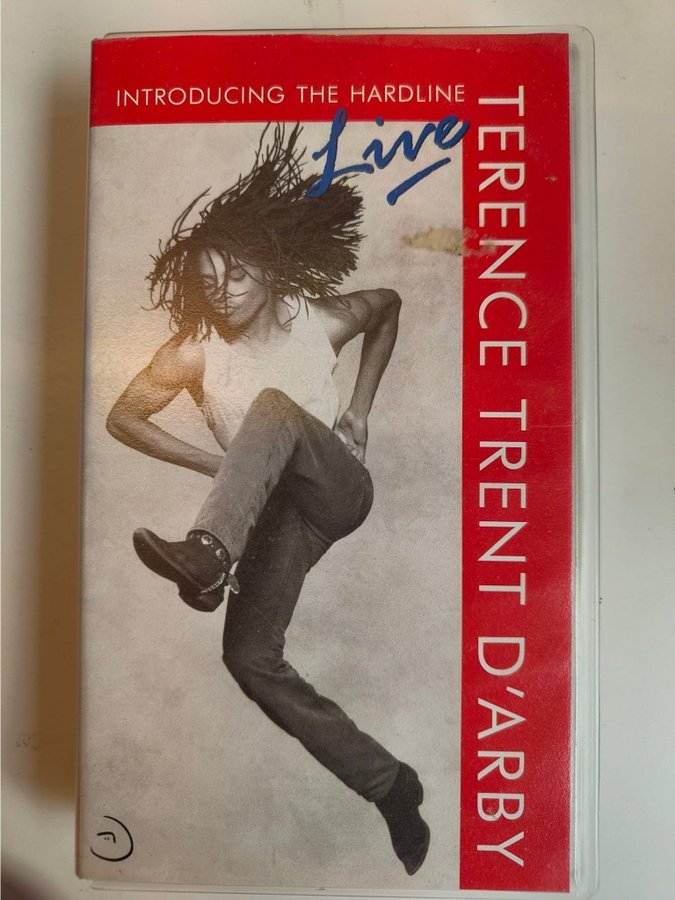 INTRODUCING THE HARDLINE
Live
TERENCE TRENT D'ARBY